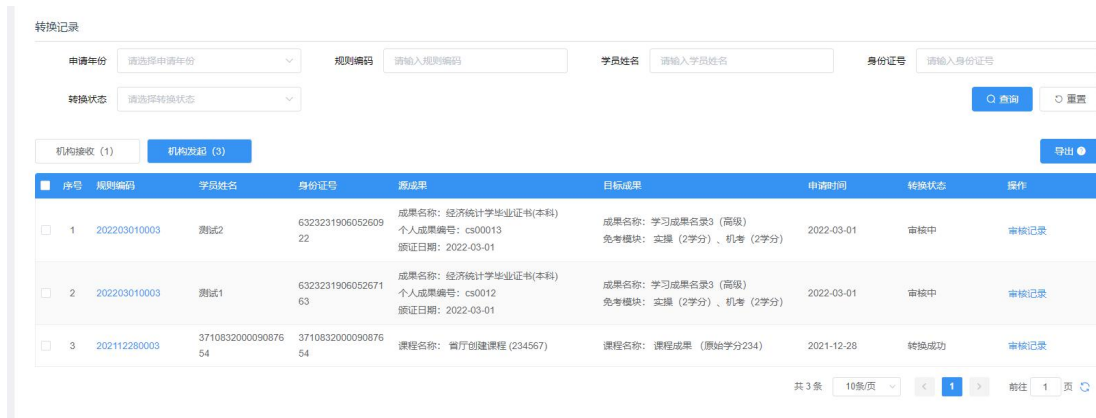 转换记录
申请年份 请选择申请年份 规则编码 请输入规则编码 学员姓名 请输入学员姓名 身份证号 请输入身份证号
转换状态 请选择转换状态 查询 重置
机构接收 (1) 机构发起 (3) 导出
序号 规则编码 学员姓名 身份证号 源成果 目标成果 申请时间 转换状态 操作
1 202203010003 测试2 632323190605260922 成果名称：经济统计学毕业证书(本科)
个人成果编号：cs00013
颁证日期：2022-03-01
成果名称：学习成果名录3（高级）
免考模块： 实操（2学分）、机考（2学分）
2022-03-01 审核中 审核记录
2 202203010003 测试1 632323190605267163 成果名称：经济统计学毕业证书(本科)
个人成果编号：cs0012
颁证日期：2022-03-01
成果名称：学习成果名录3（高级）
免考模块： 实操（2学分）、机考（2学分）
2022-03-01 审核中 审核记录
3 202112280003 371083200009087654 371083200009087654 课程名称： 省厅创建课程 (234567) 课程名称： 课程成果 （原始学分234） 2021-12-28 转换成功 审核记录
共 3 条 10条/页 1 前往 1 页